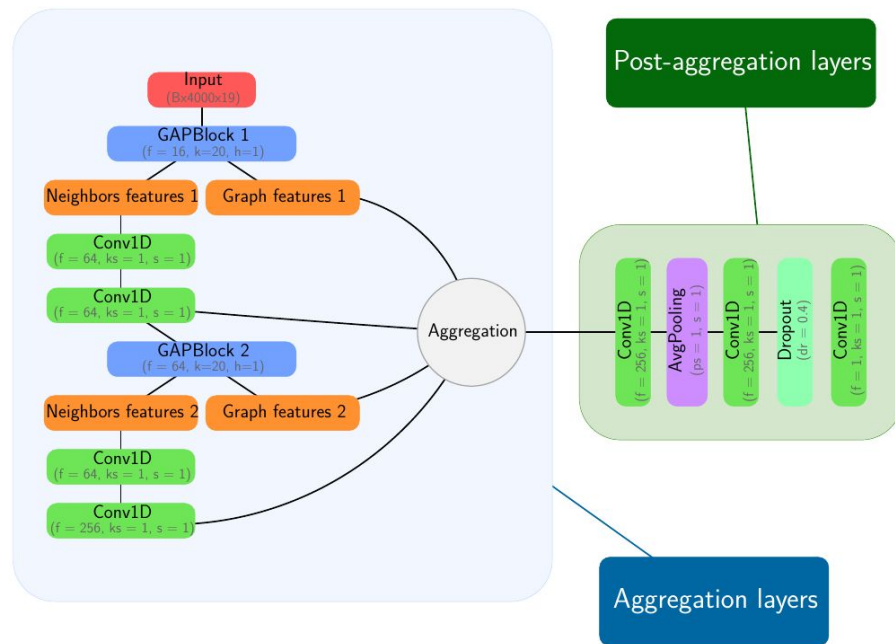 Input
(Bx4000x19)
GAPBlock 1
(f = 16, k=20, h=1)
Neighbors features 1
Graph features 1
Conv1D
(f = 64, ks = 1, s = 1)
Conv1D
(f = 64, ks = 1, s = 1)
GAPBlock 2
(f = 64, k=20, h=1)
Neighbors features 2
Graph features 2
Conv1D
(f = 64, ks = 1, s = 1)
Conv1D
(f = 256, ks = 1, s = 1)
Aggregation
Post-aggregation layers
Conv1D
(f = 256, ks = 1, s = 1)
AvgPooling
(ps = 1, s = 1)
Conv1D
(f = 256, ks = 1, s = 1)
Dropout
(dr = 0.4)
Conv1D
(f = 1, ks = 1, s = 1)
Aggregation layers